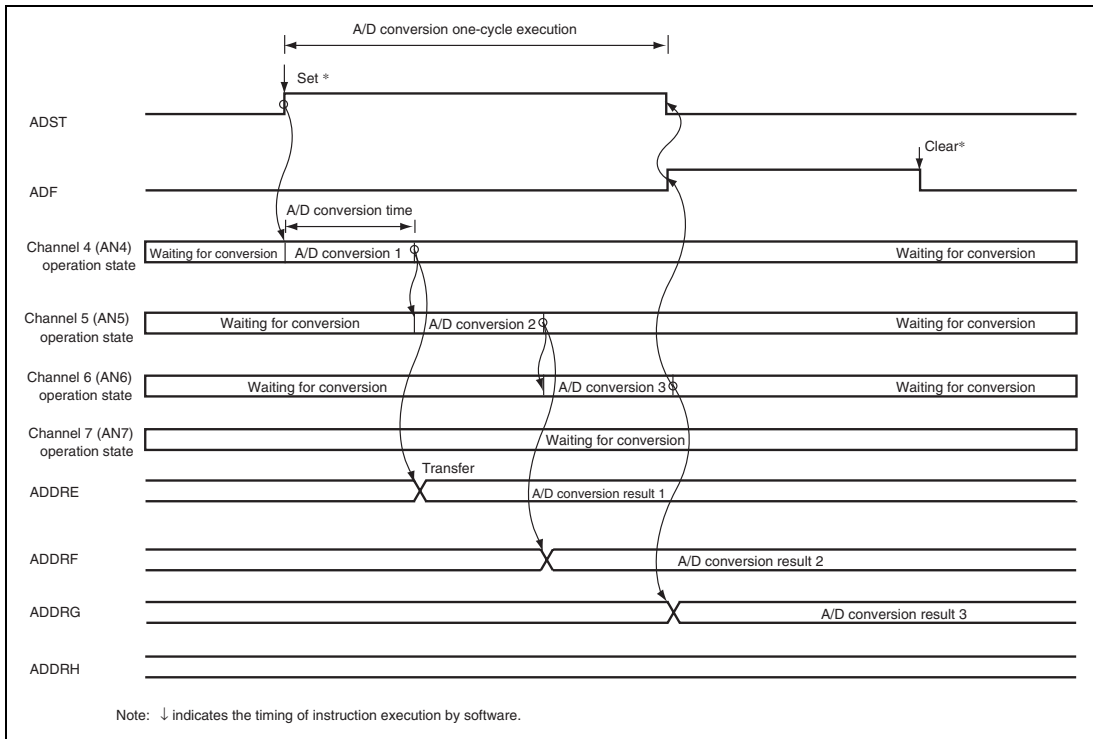 A/D conversion one-cycle execution
Set *
ADST
Clear*
ADF
A/D conversion time
Channel 4 (AN4)
operation state
Waiting for conversion
A/D conversion 1
Waiting for conversion
Channel 5 (AN5)
operation state
Waiting for conversion
A/D conversion 2
Waiting for conversion
Channel 6 (AN6)
operation state
Waiting for conversion
A/D conversion 3
Waiting for conversion
Channel 7 (AN7)
operation state
Waiting for conversion
Transfer
ADDRE
A/D conversion result 1
ADDRF
A/D conversion result 2
ADDRG
A/D conversion result 3
ADDRH
Note: ↓ indicates the timing of instruction execution by software.